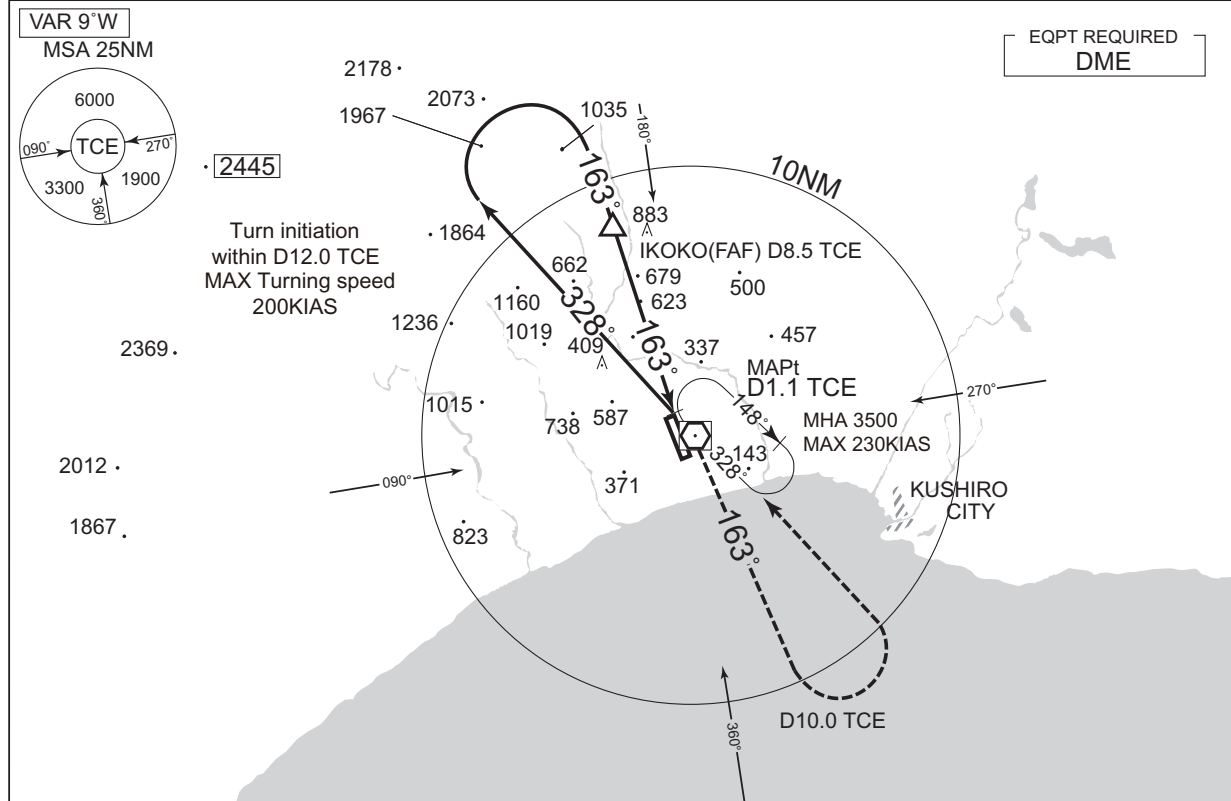 VAR 9˚W
MSA 25NM
6000
090˚
TCE
270˚
3300
1900
360˚
EQPT REQUIRED
DME
2178
2073
1967
1035
180°
10NM
2445
163°
883
Turn initiation
within D12.0 TCE
MAX Turning speed
200KIAS
1864
IKOKO(FAF) D8.5 TCE
662
679
500
1160
623
328°
1236
1019
409
163°
457
337
2369
MAPt
D1.1 TCE
270°
1015
738
587
148°
MHA 3500
MAX 230KIAS
143
328°
2012
090°
371
KUSHIRO
CITY
1867
823
163°
D10.0 TCE
360°